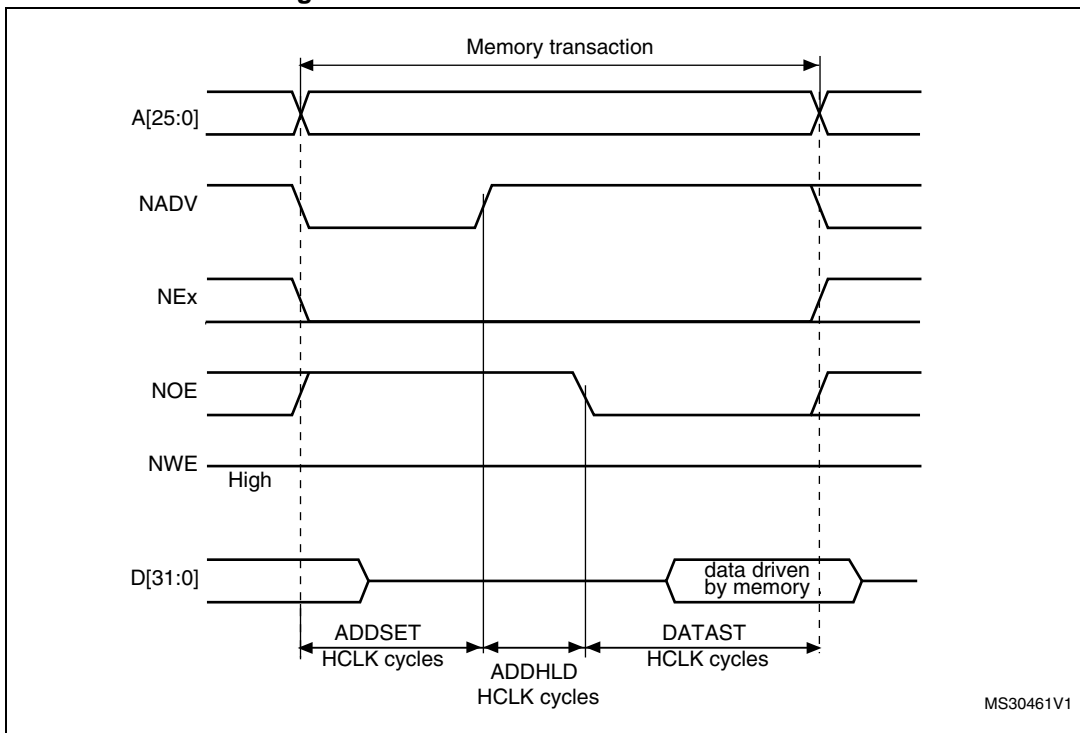 Memory transaction
A[25:0]
NADV
NEx
NOE
NWE
High
D[31:0]
data driven
by memory
ADDSET
HCLK cycles
ADDHLD
HCLK cycles
DATAST
HCLK cycles
MS30461V1